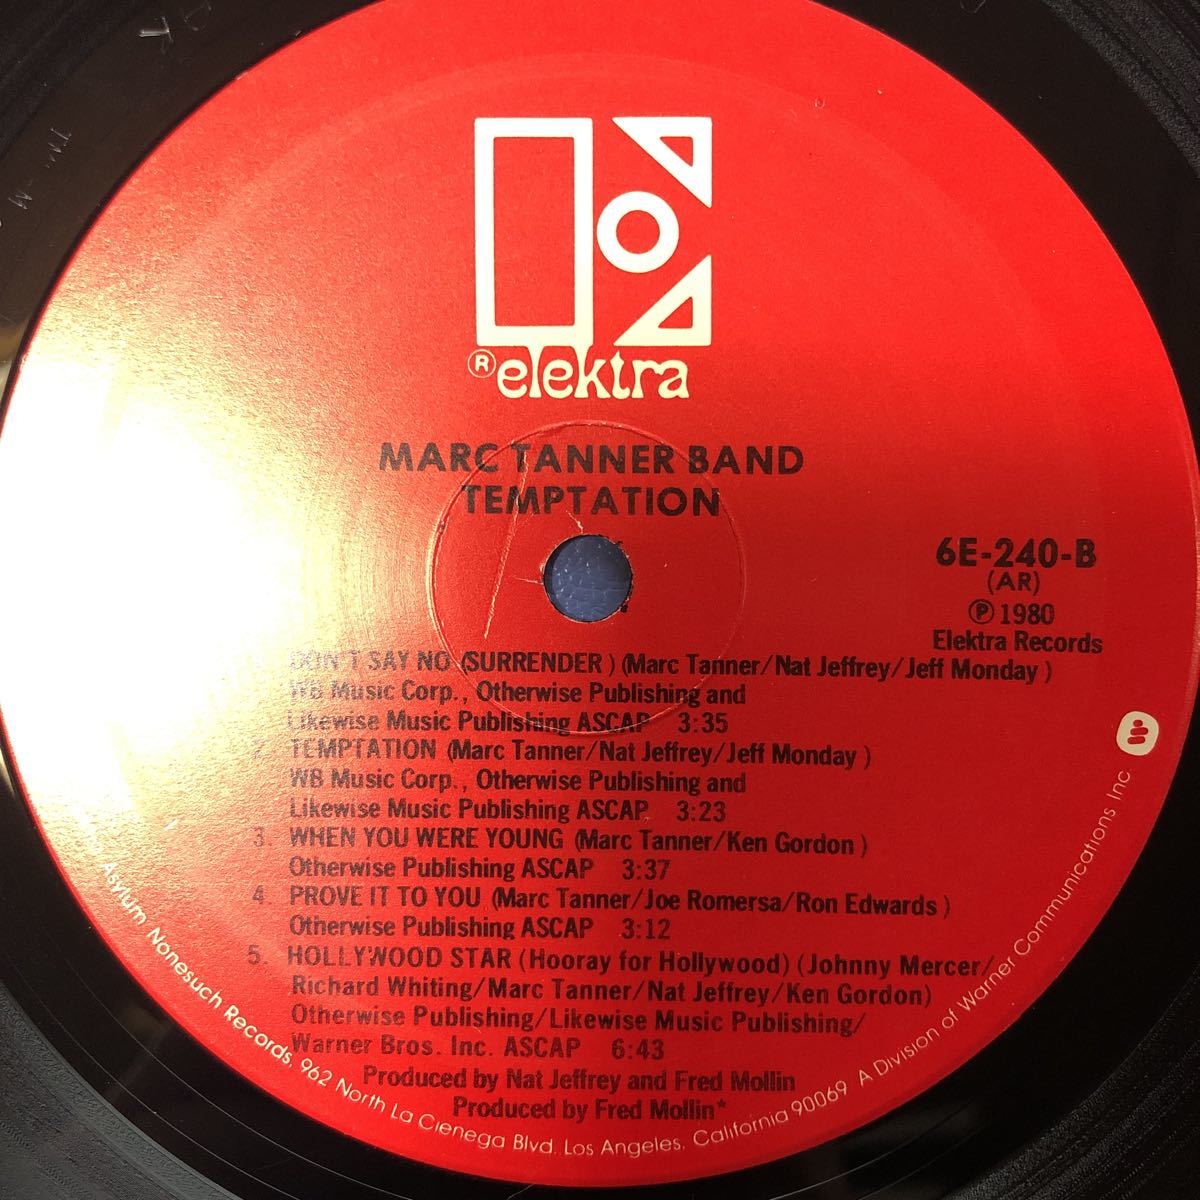 ® elektra
MARC TANNER BAND
TEMPTATION
6E-240-B
(AR)
℗ 1980
Elektra Records
1. DON'T SAY NO (SURRENDER) (Marc Tanner/Nat Jeffrey/Jeff Monday)
WB Music Corp., Otherwise Publishing and
Likewise Music Publishing ASCAP 3:35
2. TEMPTATION (Marc Tanner/Nat Jeffrey/Jeff Monday)
WB Music Corp., Otherwise Publishing and
Likewise Music Publishing ASCAP 3:23
3. WHEN YOU WERE YOUNG (Marc Tanner/Ken Gordon)
Otherwise Publishing ASCAP 3:37
4. PROVE IT TO YOU (Marc Tanner/Joe Romersa/Ron Edwards)
Otherwise Publishing ASCAP 3:12
5. HOLLYWOOD STAR (Hooray for Hollywood) (Johnny Mercer/
Richard Whiting/Marc Tanner/Nat Jeffrey/Ken Gordon)
Otherwise Publishing/Likewise Music Publishing/
Warner Bros. Inc. ASCAP 6:43
Produced by Nat Jeffrey and Fred Mollin
Produced by Fred Mollin*
Asylum Nonesuch Records, 962 North La Cienega Blvd. Los Angeles, California 90069 A Division of Warner Communications Inc